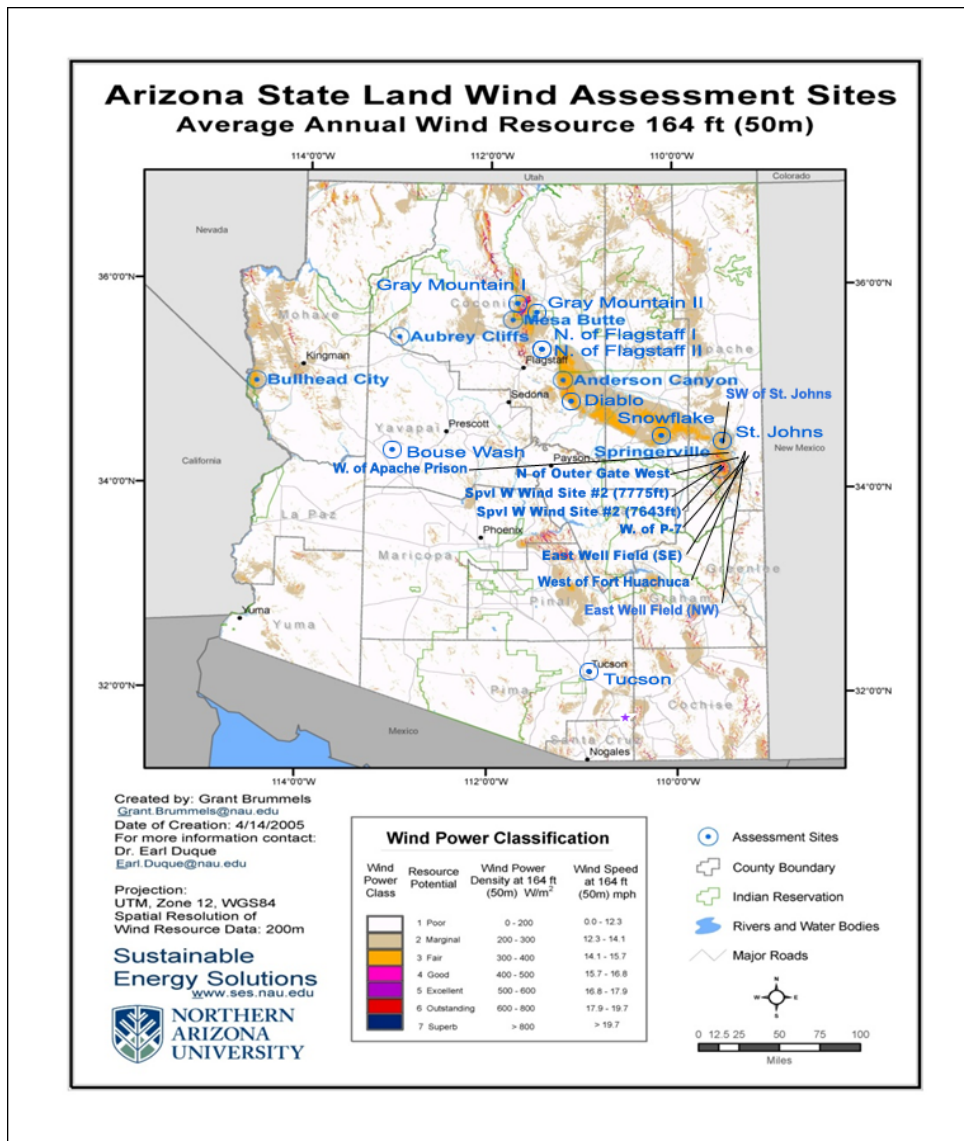 Arizona State Land Wind Assessment Sites
Average Annual Wind Resource 164 ft (50m)
114°0'0"W 112°0'0"W 110°0'0"W
Utah
Colorado
Nevada
36°0'0"N
36°0'0"N
Gray Mountain I
Gray Mountain II
Mohave
Mesa Butte
N. of Flagstaff I
Aubrey Cliffs
N. of Flagstaff II
Kingman
Flagstaff
Bullhead City
Anderson Canyon
SW of St. Johns
Sedona
Diablo
Snowflake
Yavapai
Prescott
St. Johns
Bouse Wash
Springerville
New Mexico
California
Payson
W. of Apache Prison
N of Outer Gate West
34°0'0"N
34°0'0"N
Spvl W Wind Site #2 (7775ft)
La Paz
Spvl W Wind Site #2 (7643ft)
Phoenix
W. of P-7
Maricopa
East Well Field (SE)
Greenlee
West of Fort Huachuca
Pinal
Graham
East Well Field (NW)
Yuma
Yuma
Tucson
32°0'0"N
Tucson
32°0'0"N
Pima
Cochise
Mexico
Santa Cruz
Nogales
114°0'0"W 112°0'0"W 110°0'0"W
Created by: Grant Brummels
Grant.Brummels@nau.edu
Date of Creation: 4/14/2005
For more information contact:
Dr. Earl Duque
Earl.Duque@nau.edu
Projection:
UTM, Zone 12, WGS84
Spatial Resolution of
Wind Resource Data: 200m
Sustainable
Energy Solutions
www.ses.nau.edu
NORTHERN
ARIZONA
UNIVERSITY
Wind Power Classification
Wind Resource Wind Power Wind Speed
Power Potential Density at 164 ft at 164 ft
Class (50m) W/m² (50m) mph
1 Poor 0 - 200 0.0 - 12.3
2 Marginal 200 - 300 12.3 - 14.1
3 Fair 300 - 400 14.1 - 15.7
4 Good 400 - 500 15.7 - 16.8
5 Excellent 500 - 600 16.8 - 17.9
6 Outstanding 600 - 800 17.9 - 19.7
7 Superb > 800 > 19.7
Assessment Sites
County Boundary
Indian Reservation
Rivers and Water Bodies
Major Roads
N
W E
S
0 12.5 25 50 75 100
Miles